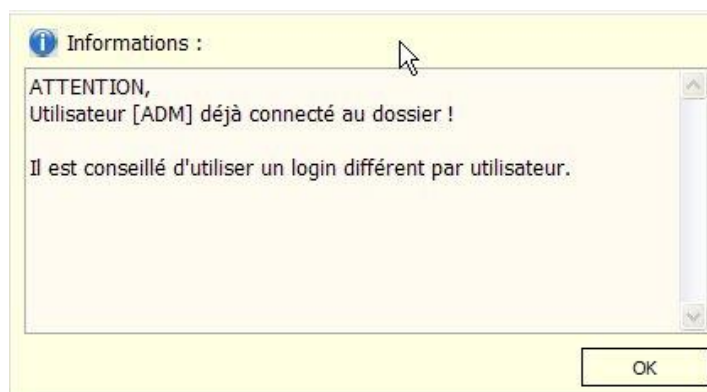 Informations :
ATTENTION,
Utilisateur [ADM] déjà connecté au dossier !
Il est conseillé d'utiliser un login différent par utilisateur.
OK